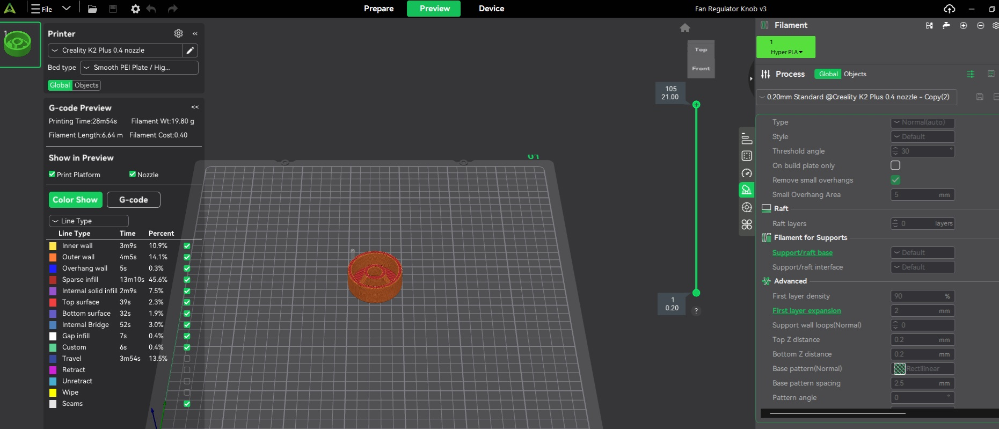 File
Prepare
Preview
Device
Fan Regulator Knob v3
1
Printer
«
Creality K2 Plus 0.4 nozzle
Bed type
Smooth PEI Plate / Hig...
Global Objects
G-code Preview
<<
Printing Time:28m54s Filament Wt:19.80 g
Filament Length:6.64 m Filament Cost:0.40
Show in Preview
Print Platform Nozzle
Color Show G-code
Line Type
Line Type Time Percent
Inner wall 3m9s 10.9%
Outer wall 4m5s 14.1%
Overhang wall 5s 0.3%
Sparse infill 13m10s 45.6%
Internal solid infill 2m9s 7.5%
Top surface 39s 2.3%
Bottom surface 32s 1.9%
Internal Bridge 52s 3.0%
Gap infill 7s 0.4%
Custom 6s 0.4%
Travel 3m54s 13.5%
Retract
Unretract
Wipe
Seams
Top
Front
105
21.00
1
0.20
?
Filament
1
Hyper PLA
Process Global Objects
0.20mm Standard @Creality K2 Plus 0.4 nozzle - Copy(2)
Type Normal(auto)
Style Default
Threshold angle 30 °
On build plate only
Remove small overhangs
Small Overhang Area 5 mm
Raft
Raft layers 0 layers
Filament for Supports
Support/raft base Default
Support/raft interface Default
Advanced
First layer density 90 %
First layer expansion 2 mm
Support wall loops(Normal) 0
Top Z distance 0.2 mm
Bottom Z distance 0.2 mm
Base pattern(Normal) Rectilinear
Base pattern spacing 2.5 mm
Pattern angle 0 °